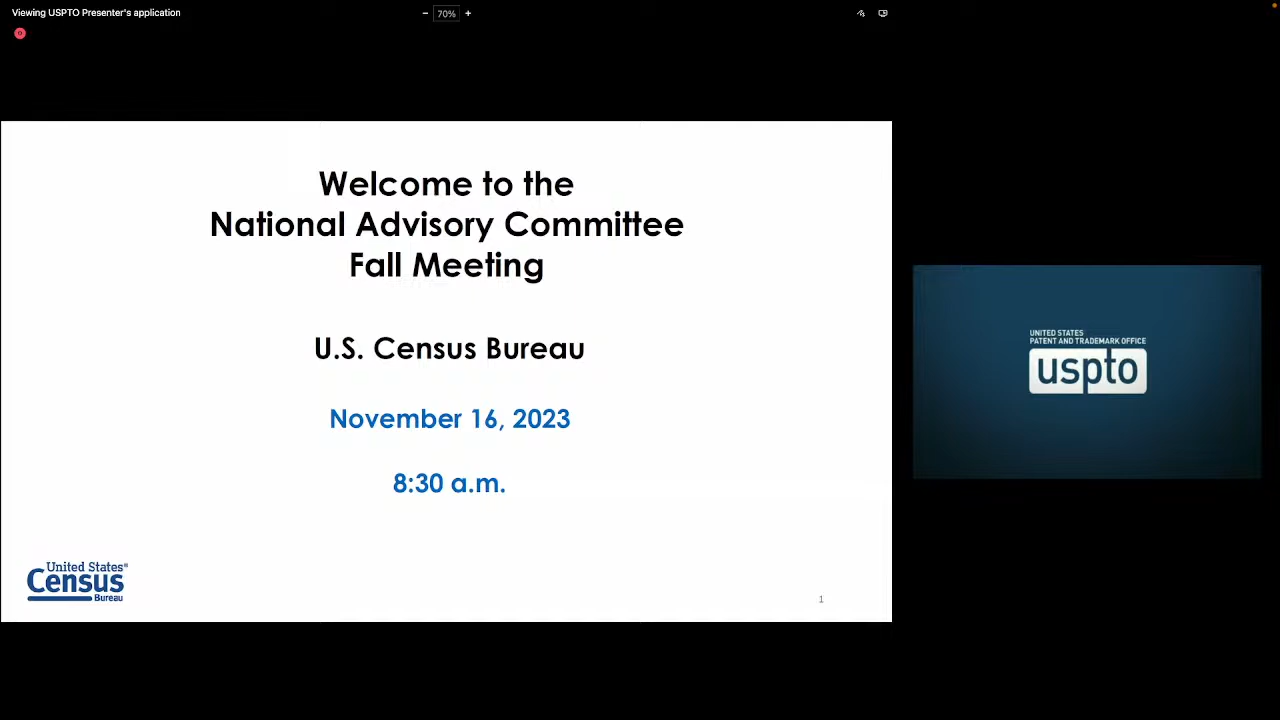 Viewing USPTO Presenter's application
− 70% +
Welcome to the
National Advisory Committee
Fall Meeting
U.S. Census Bureau
November 16, 2023
8:30 a.m.
United States®
Census
Bureau
1
UNITED STATES
PATENT AND TRADEMARK OFFICE
uspto